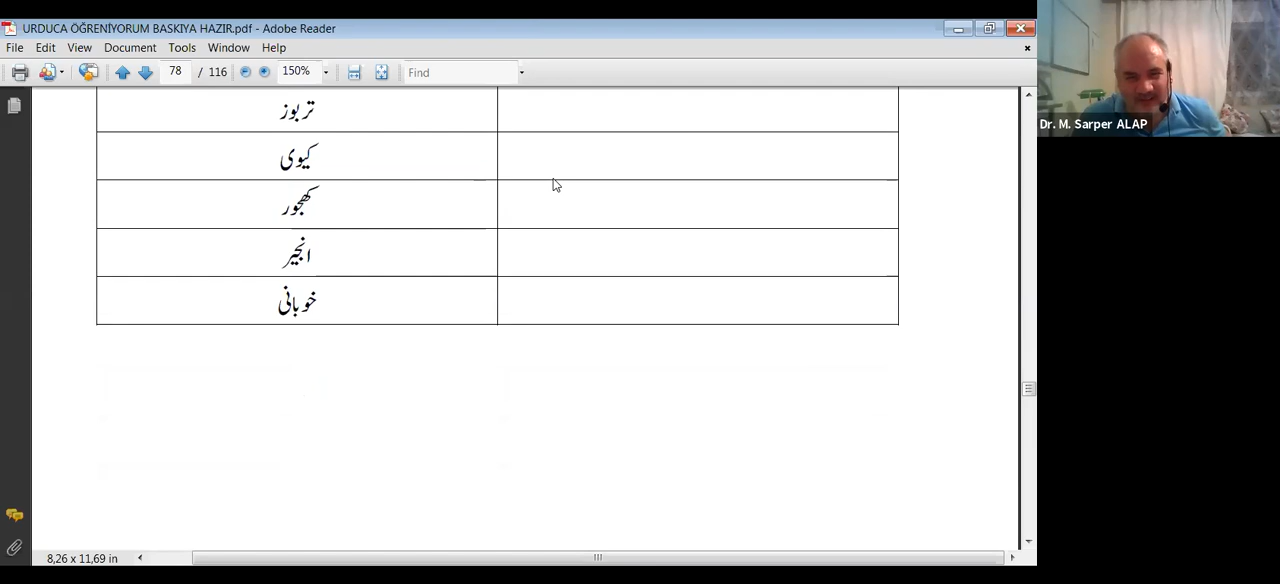 URDUCA ÖĞRENİYORUM BASKIYA HAZIR.pdf - Adobe Reader
File Edit View Document Tools Window Help
78 / 116 150% Find
Dr. M. Sarper ALAP
تربوز
کیوی
کھجور
انجیر
خوبانی
8,26 x 11,69 in